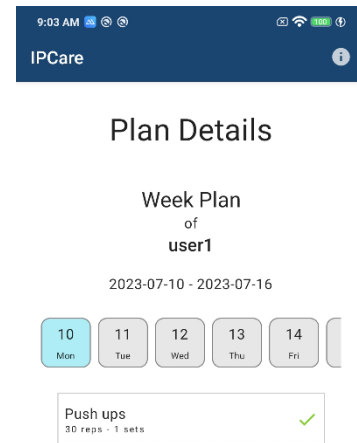 9:03 AM
100
IPCare
Plan Details
Week Plan
of
user1
2023-07-10 - 2023-07-16
10 11 12 13 14
Mon Tue Wed Thu Fri
Push ups
30 reps - 1 sets